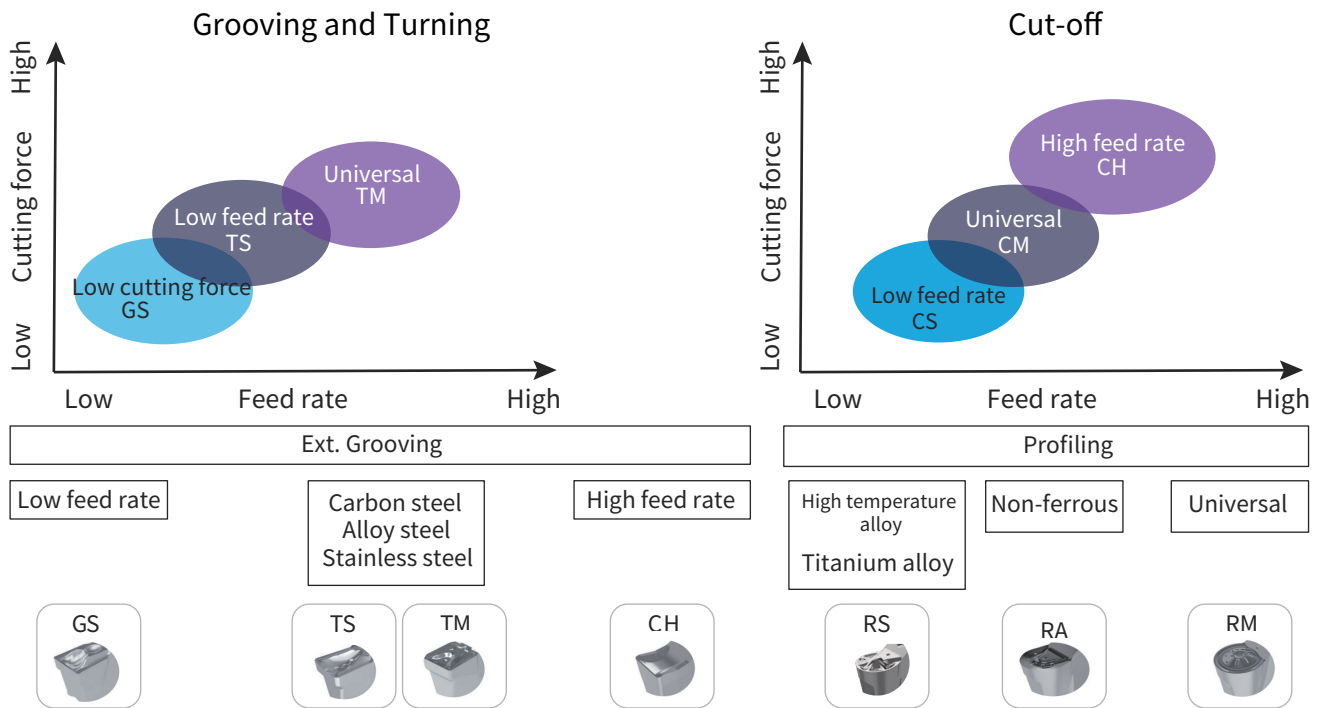 Grooving and Turning
High
Cutting force
Low
Universal
TM
Low feed rate
TS
Low cutting force
GS
Low
Feed rate
High
Cut-off
High
Cutting force
Low
High feed rate
CH
Universal
CM
Low feed rate
CS
Low
Feed rate
High
Ext. Grooving
Low feed rate
Carbon steel
Alloy steel
Stainless steel
High feed rate
GS
TS
TM
CH
Profiling
High temperature
alloy
Titanium alloy
Non-ferrous
Universal
RS
RA
RM